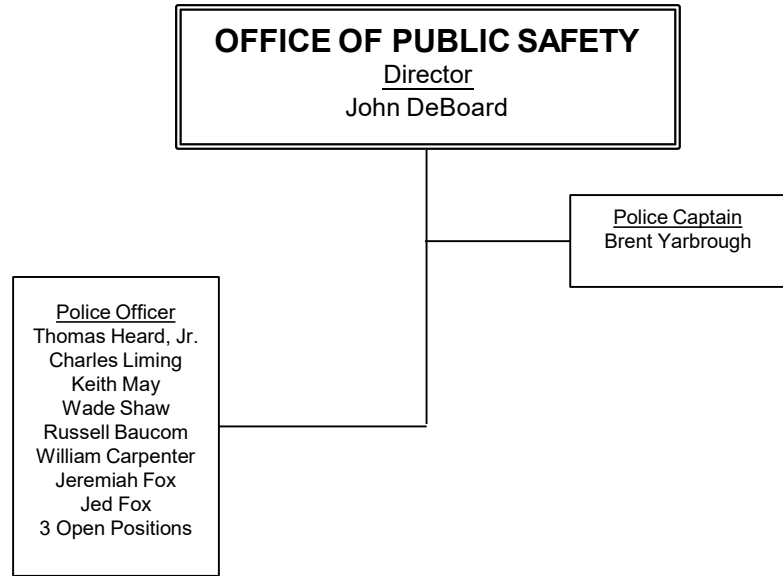 OFFICE OF PUBLIC SAFETY
Director
John DeBoard
Police Captain
Brent Yarbrough
Police Officer
Thomas Heard, Jr.
Charles Liming
Keith May
Wade Shaw
Russell Baucom
William Carpenter
Jeremiah Fox
Jed Fox
3 Open Positions